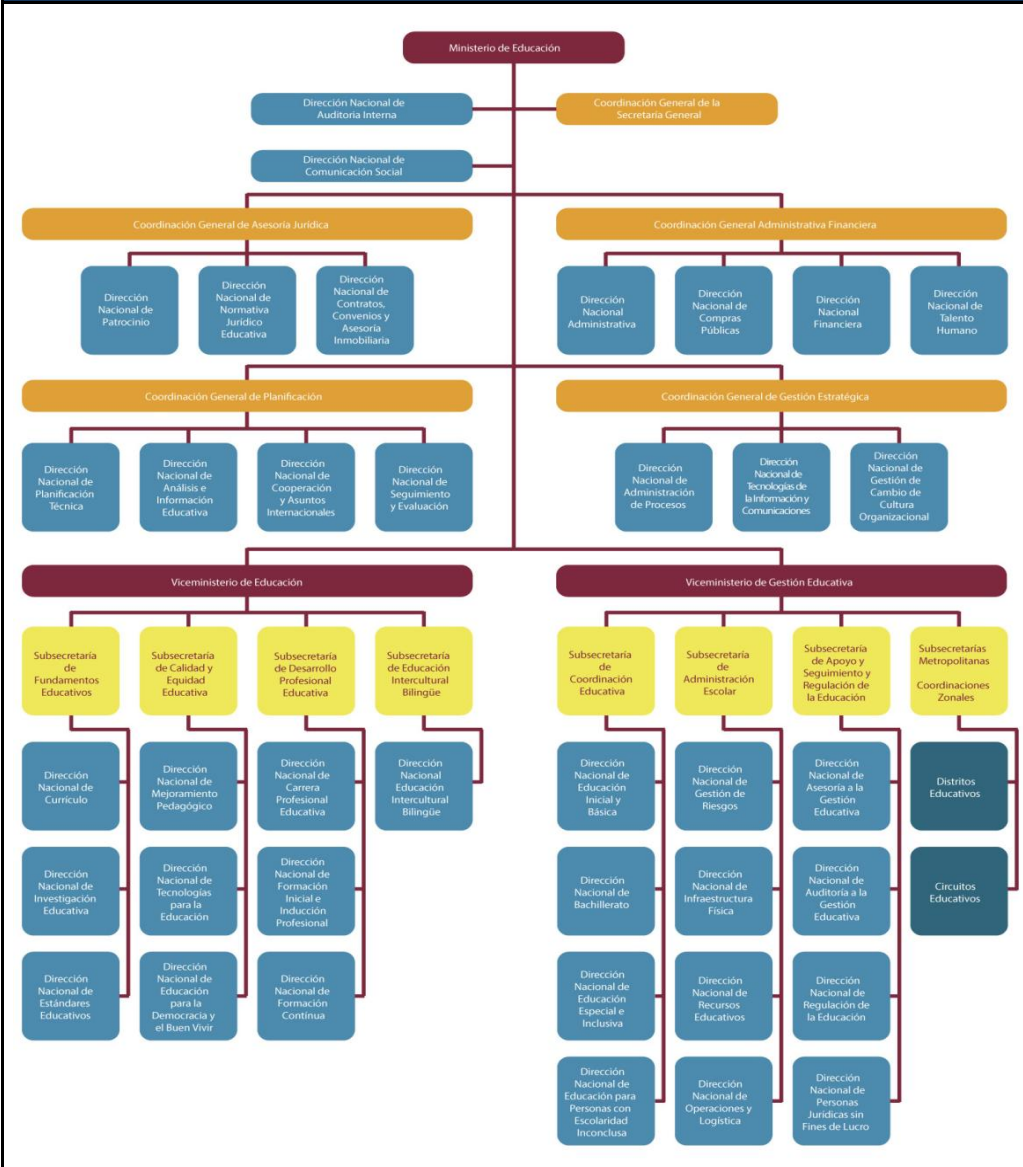 Ministerio de Educación
Dirección Nacional de
Auditoria Interna
Coordinación General de la
Secretaría General
Dirección Nacional de
Comunicación Social
Coordinación General de Asesoría Jurídica
Coordinación General Administrativa Financiera
Dirección
Nacional de
Patrocinio
Dirección
Nacional de
Normativa
Jurídico
Educativa
Dirección
Nacional de
Contratos,
Convenios y
Asesoría
Inmobiliaria
Dirección
Nacional
Administrativa
Dirección
Nacional de
Compras
Públicas
Dirección
Nacional
Financiera
Dirección
Nacional de
Talento
Humano
Coordinación General de Planificación
Coordinación General de Gestión Estratégica
Dirección
Nacional de
Planificación
Técnica
Dirección
Nacional de
Análisis e
Información
Educativa
Dirección
Nacional de
Cooperación
y Asuntos
Internacionales
Dirección
Nacional de
Seguimiento
y Evaluación
Dirección
Nacional de
Administración
de Procesos
Dirección
Nacional de
Tecnologías de
la Información y
Comunicaciones
Dirección
Nacional de
Gestión de
Cambio de
Cultura
Organizacional
Viceministerio de Educación
Viceministerio de Gestión Educativa
Subsecretaría
de
Fundamentos
Educativos
Subsecretaría
de Calidad y
Equidad
Educativa
Subsecretaría
de Desarrollo
Profesional
Educativa
Subsecretaría
de Educación
Intercultural
Bilingüe
Subsecretaría
de
Coordinación
Educativa
Subsecretaría
de
Administración
Escolar
Subsecretaría
de Apoyo y
Seguimiento y
Regulación de
la Educación
Subsecretarías
Metropolitanas
Coordinaciones
Zonales
Dirección
Nacional de
Currículo
Dirección
Nacional de
Mejoramiento
Pedagógico
Dirección
Nacional de
Carrera
Profesional
Educativa
Dirección
Nacional
Educación
Intercultural
Bilingüe
Dirección
Nacional de
Educación
Inicial y
Básica
Dirección
Nacional de
Gestión de
Riesgos
Dirección
Nacional de
Asesoría a la
Gestión
Educativa
Distritos
Educativos
Dirección
Nacional de
Investigación
Educativa
Dirección
Nacional de
Tecnologías
para la
Educación
Dirección
Nacional de
Formación
Inicial e
Inducción
Profesional
Dirección
Nacional de
Bachillerato
Dirección
Nacional de
Infraestructura
Física
Dirección
Nacional de
Auditoría a la
Gestión
Educativa
Circuitos
Educativos
Dirección
Nacional de
Estándares
Educativos
Dirección
Nacional de
Educación
para la
Democracia y
el Buen Vivir
Dirección
Nacional de
Formación
Contínua
Dirección
Nacional de
Educación
Especial e
Inclusiva
Dirección
Nacional de
Recursos
Educativos
Dirección
Nacional de
Regulación de
la Educación
Dirección
Nacional de
Educación para
Personas con
Escolaridad
Inconclusa
Dirección
Nacional de
Operaciones y
Logística
Dirección
Nacional de
Personas
Jurídicas sin
Fines de Lucro